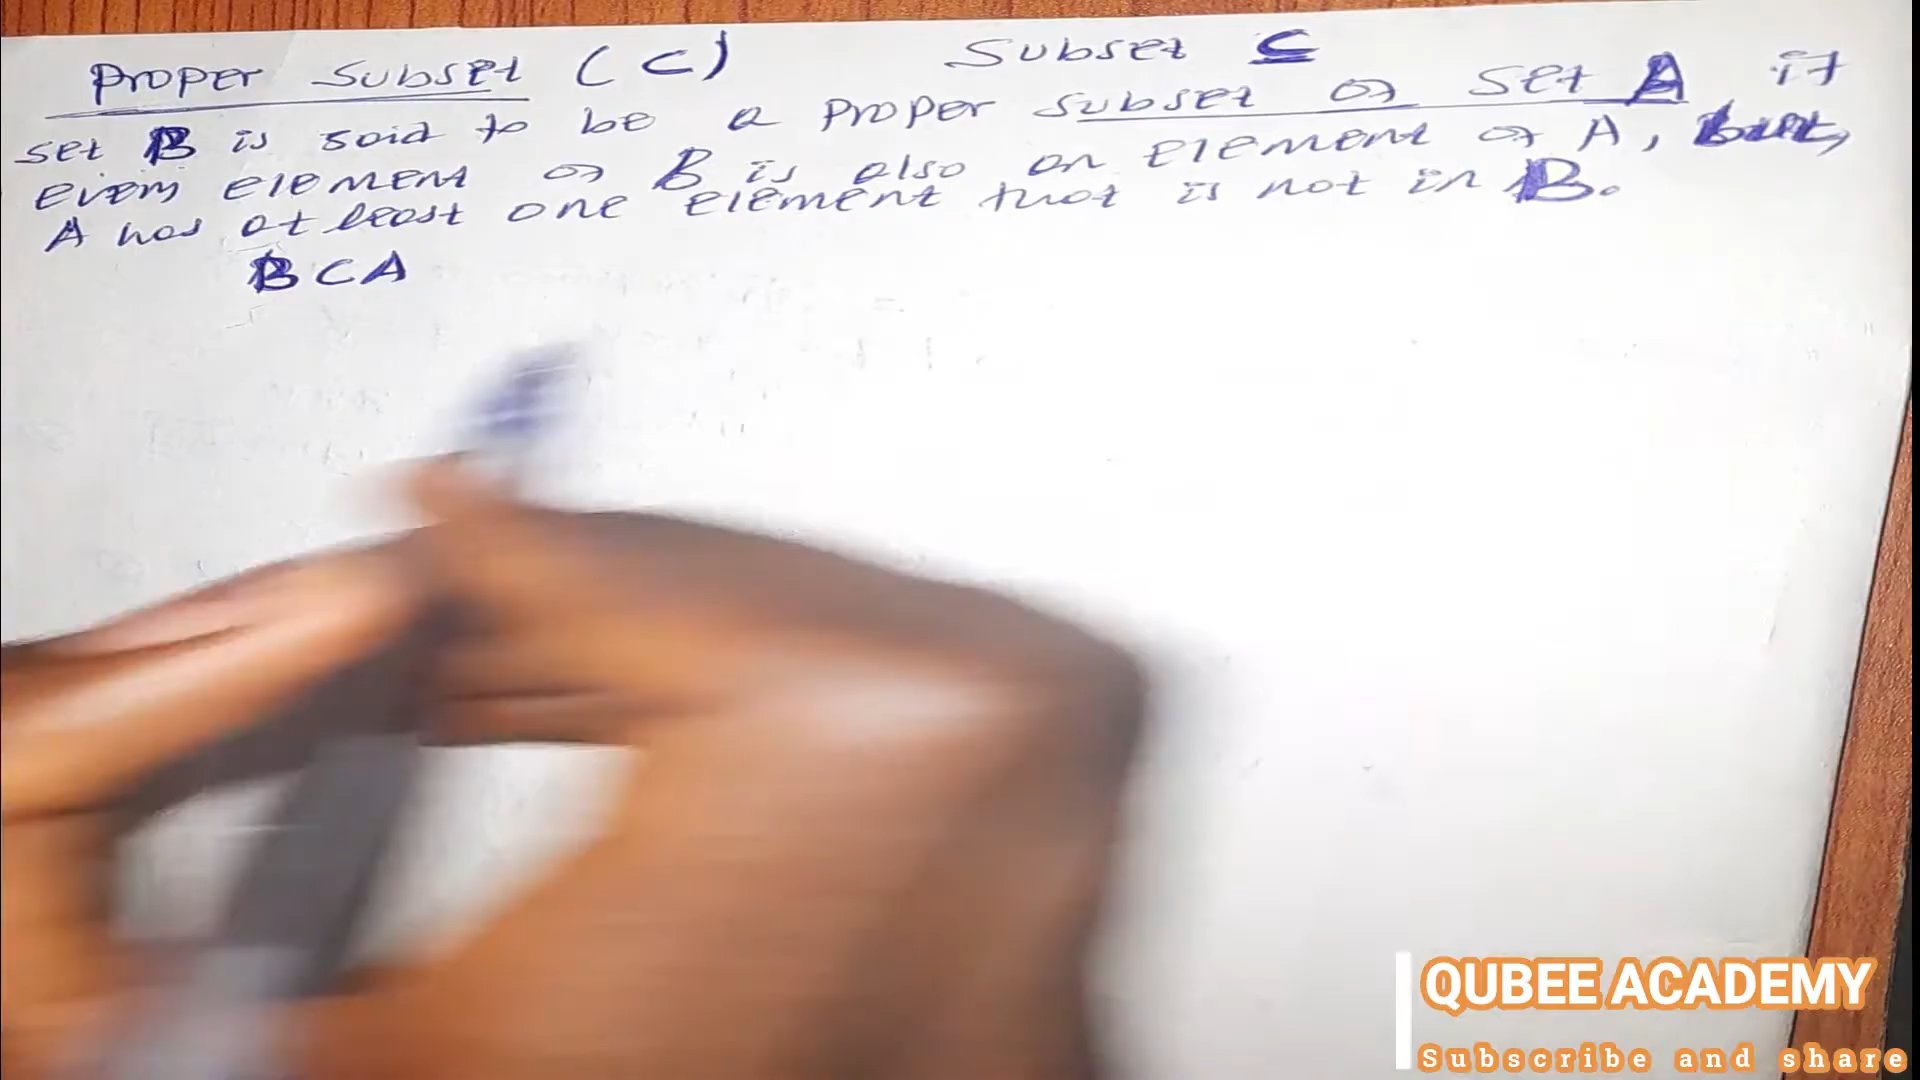 Proper Subset (⊂) Subset ⊆
set B is said to be a proper subset of set A if
every element of B is also an element of A, but,
A has at least one element that is not in B.
B⊂A
QUBEE ACADEMY
Subscribe and share